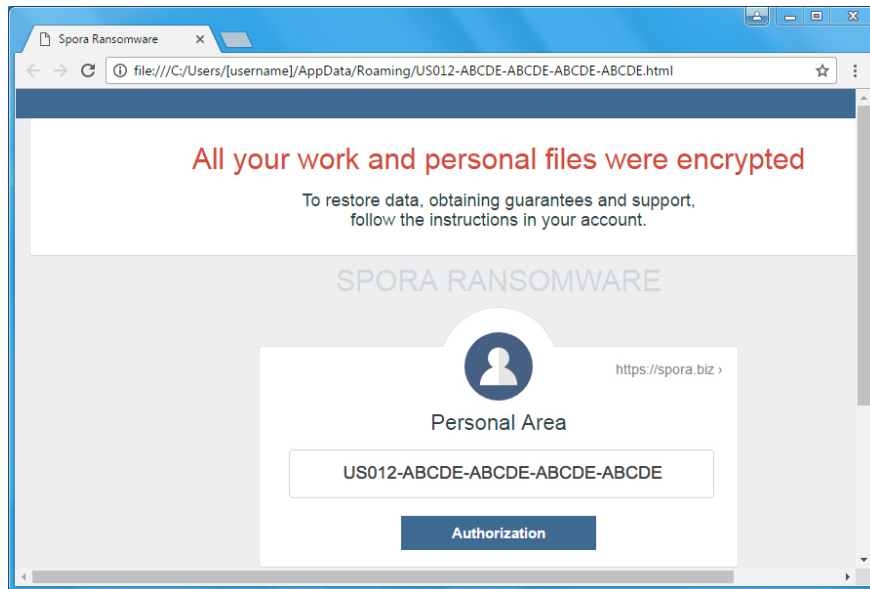 Spora Ransomware
file:///C:/Users/[username]/AppData/Roaming/US012-ABCDE-ABCDE-ABCDE-ABCDE.html
All your work and personal files were encrypted
To restore data, obtaining guarantees and support,
follow the instructions in your account.
SPORA RANSOMWARE
https://spora.biz ›
Personal Area
US012-ABCDE-ABCDE-ABCDE-ABCDE
Authorization